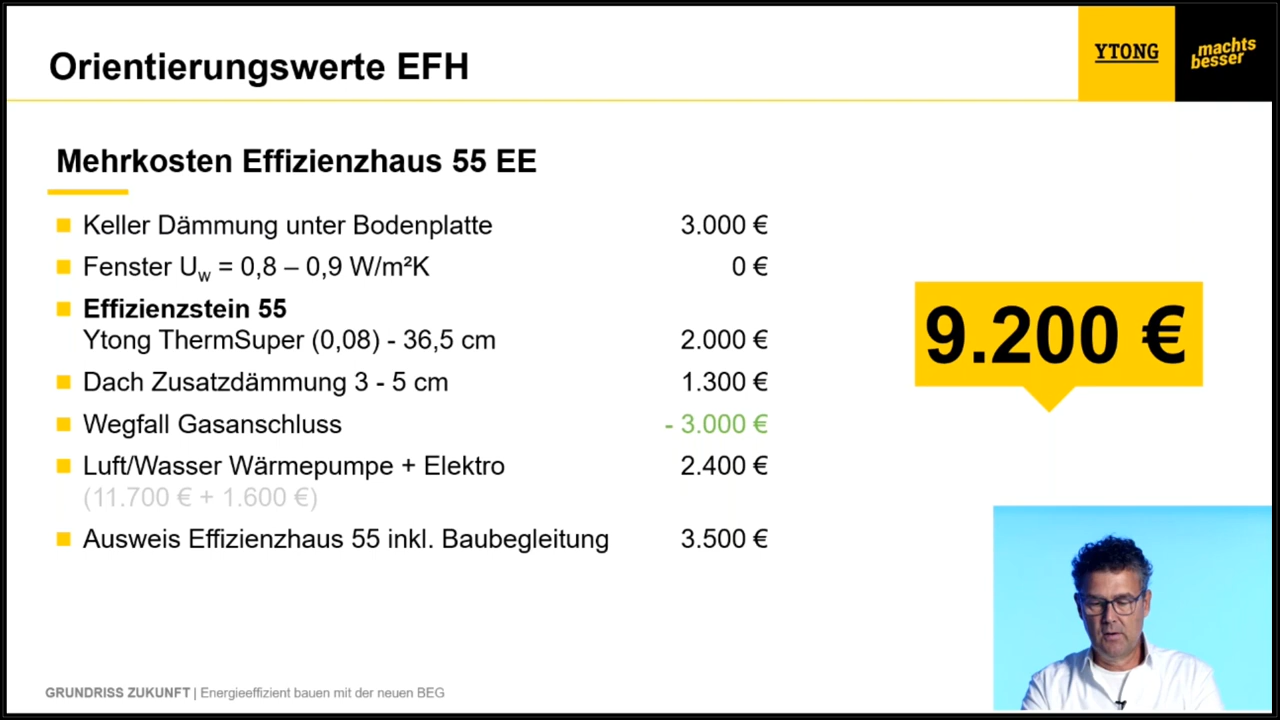 Orientierungswerte EFH
YTONG
machts
besser
Mehrkosten Effizienzhaus 55 EE
Keller Dämmung unter Bodenplatte 3.000 €
Fenster Uw = 0,8 – 0,9 W/m²K 0 €
Effizienzstein 55
Ytong ThermSuper (0,08) - 36,5 cm 2.000 €
Dach Zusatzdämmung 3 - 5 cm 1.300 €
Wegfall Gasanschluss - 3.000 €
Luft/Wasser Wärmepumpe + Elektro 2.400 €
(11.700 € + 1.600 €)
Ausweis Effizienzhaus 55 inkl. Baubegleitung 3.500 €
9.200 €
GRUNDRISS ZUKUNFT | Energieeffizient bauen mit der neuen BEG